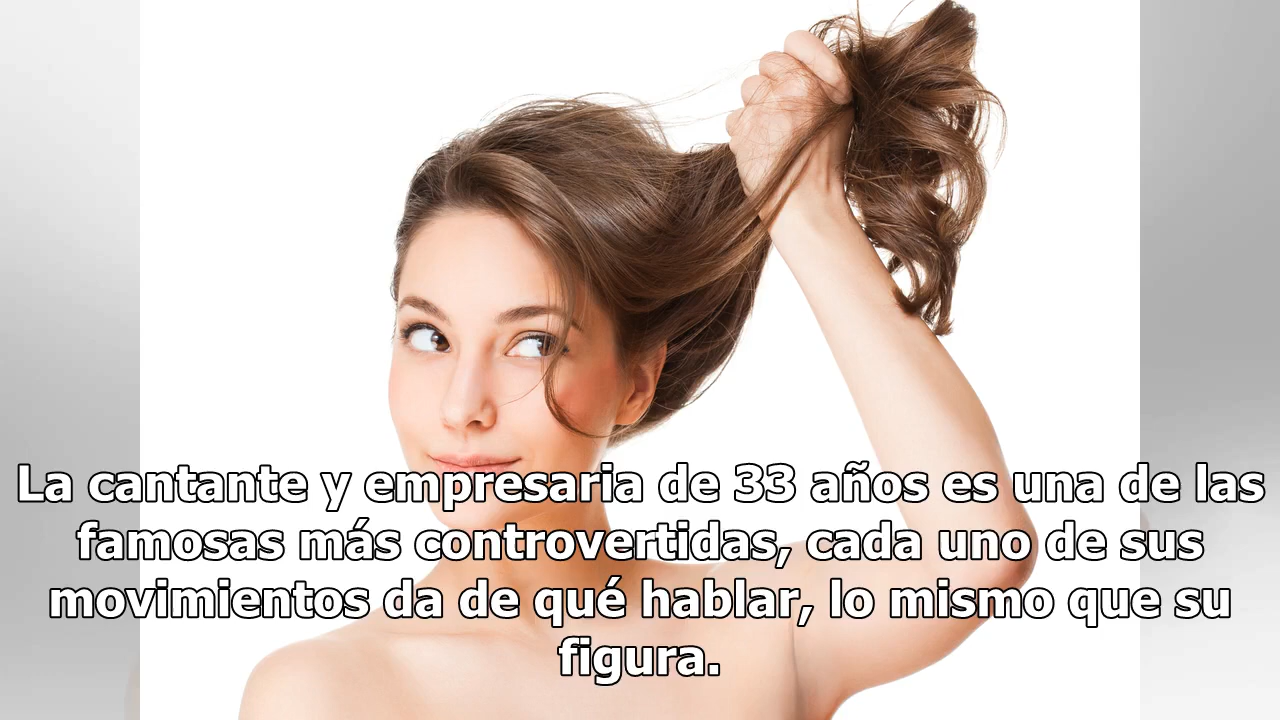 La cantante y empresaria de 33 años es una de las
famosas más controvertidas, cada uno de sus
movimientos da de qué hablar, lo mismo que su
figura.